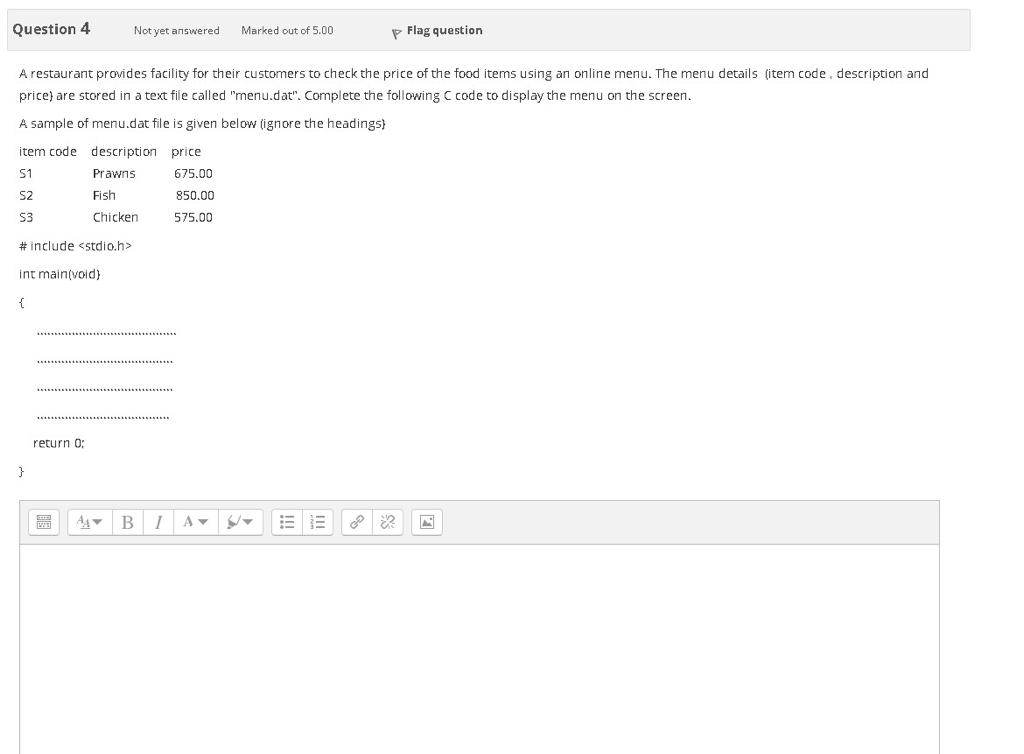 Question 4 Not yet answered Marked out of 5.00 Flag question
A restaurant provides facility for their customers to check the price of the food items using an online menu. The menu details (item code , description and
price} are stored in a text file called "menu.dat". Complete the following C code to display the menu on the screen.
A sample of menu.dat file is given below (ignore the headings}
item code description price
S1 Prawns 675.00
S2 Fish 850.00
S3 Chicken 575.00
# include <stdio.h>
int main(void}
{
........................................
.......................................
.......................................
......................................
return 0;
}